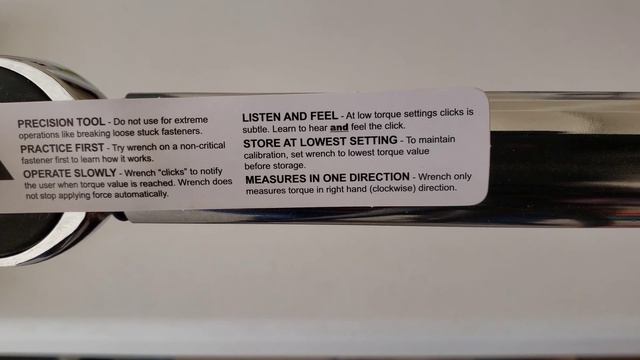 PRECISION TOOL - Do not use for extreme
operations like breaking loose stuck fasteners.
PRACTICE FIRST - Try wrench on a non-critical
fastener first to learn how it works.
OPERATE SLOWLY - Wrench "clicks" to notify
the user when torque value is reached. Wrench does
not stop applying force automatically.
LISTEN AND FEEL - At low torque settings clicks is
subtle. Learn to hear and feel the click.
STORE AT LOWEST SETTING - To maintain
calibration, set wrench to lowest torque value
before storage.
MEASURES IN ONE DIRECTION - Wrench only
measures torque in right hand (clockwise) direction.